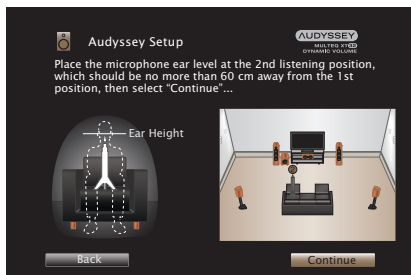 Audyssey Setup
AUDYSSEY
MULTEQ XT32
DYNAMIC VOLUME
Place the microphone ear level at the 2nd listening position,
which should be no more than 60 cm away from the 1st
position, then select “Continue”...
Ear Height
Back
Continue